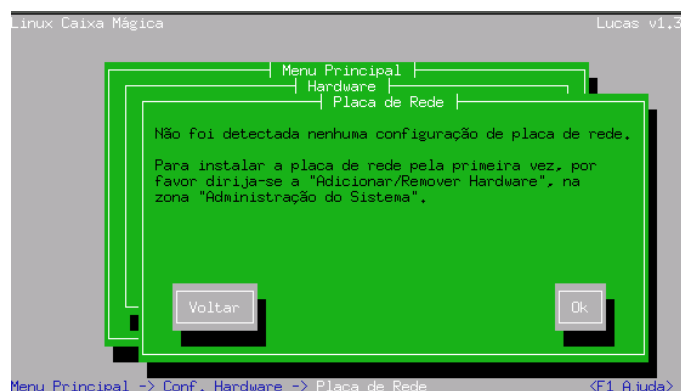 Linux Caixa Mágica Lucas v1.3
Menu Principal
Hardware
Placa de Rede
Não foi detectada nenhuma configuração de placa de rede.
Para instalar a placa de rede pela primeira vez, por
favor dirija-se a "Adicionar/Remover Hardware", na
zona "Administração do Sistema".
Voltar Ok
Menu Principal -> Conf. Hardware -> Placa de Rede <F1 Ajuda>